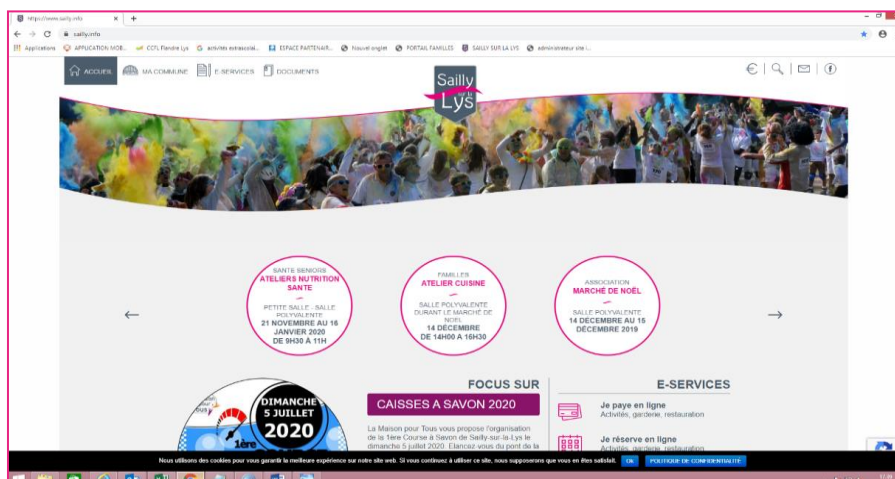 https://www.sailly.info
sailly.info
Applications
APPLICATION MOB...
CCFL Flandre Lys
activités extrascolai...
ESPACE PARTENAIR...
Nouvel onglet
PORTAIL FAMILLES
SAILLY SUR LA LYS
administrateur site i...
ACCUEIL
MA COMMUNE
E-SERVICES
DOCUMENTS
Sailly
sur la
Lys
SANTE SENIORS
ATELIERS NUTRITION
SANTE
PETITE SALLE - SALLE
POLYVALENTE
21 NOVEMBRE AU 16
JANVIER 2020
DE 9H30 A 11H
FAMILLES
ATELIER CUISINE
SALLE POLYVALENTE
DURANT LE MARCHÉ DE
NOËL
14 DÉCEMBRE
DE 14H00 A 16H30
ASSOCIATION
MARCHÉ DE NOËL
SALLE POLYVALENTE
14 DÉCEMBRE AU 15
DÉCEMBRE 2019
DIMANCHE
5 JUILLET
2020
1ère
FOCUS SUR
CAISSES A SAVON 2020
La Maison pour Tous vous propose l'organisation
de la 1ère Course à Savon de Sailly-sur-la-Lys le
dimanche 5 juillet 2020. Elancez vous du pont de la
E-SERVICES
Je paye en ligne
Activités, garderie, restauration
Je réserve en ligne
Activités, garderie, restauration
Nous utilisons des cookies pour vous garantir la meilleure expérience sur notre site web. Si vous continuez à utiliser ce site, nous supposerons que vous en êtes satisfait.
Ok
POLITIQUE DE CONFIDENTIALITÉ